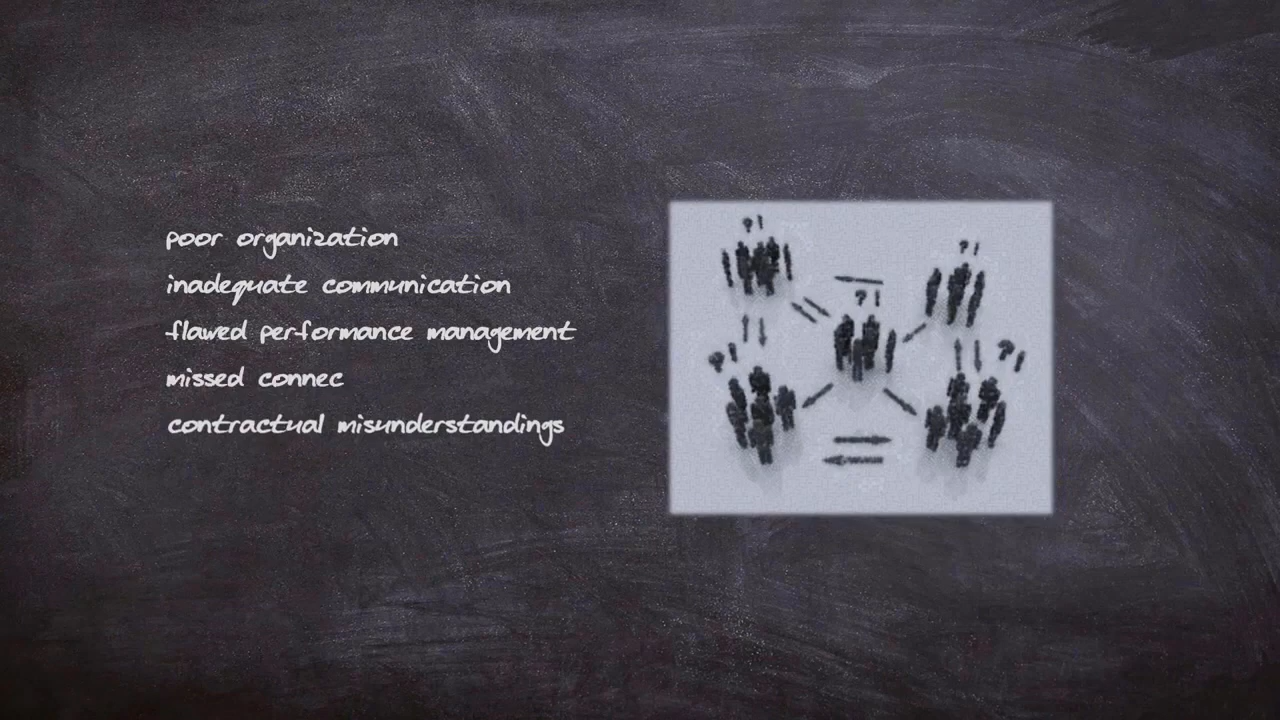 poor organization
inadequate communication
flawed performance management
missed connec
contractual misunderstandings
? !
? !
? !
? !
? !